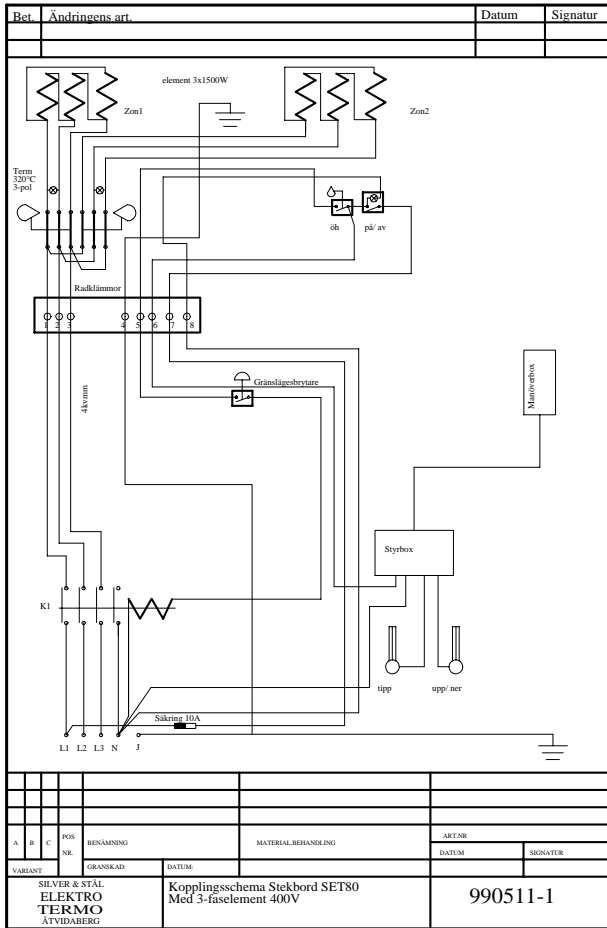 Bet. Ändringens art. Datum Signatur
element 3x1500W
Zon1 Zon2
Term
320°C
3-pol
öh på/ av
Radklämmor
1 2 3 4 5 6 7 8
Gränslägesbrytare
4kvmm
Manöverbox
Styrbox
K1
tipp upp/ ner
Säkring 10A
L1 L2 L3 N J
A B C POS NR. BENÄMNING MATERIAL,BEHANDLING ART.NR
DATUM SIGNATUR
VARIANT GRANSKAD: DATUM:
SILVER & STÅL
ELEKTRO
TERMO
ÅTVIDABERG
Kopplingsschema Stekbord SET80
Med 3-faselement 400V
990511-1